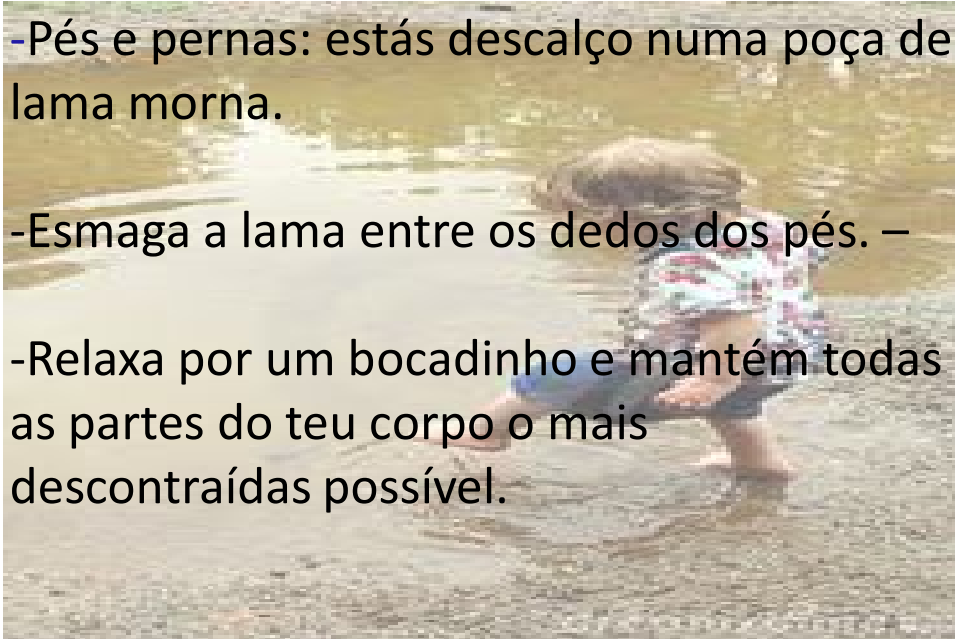 -Pés e pernas: estás descalço numa poça de
lama morna.
-Esmaga a lama entre os dedos dos pés. –
-Relaxa por um bocadinho e mantém todas
as partes do teu corpo o mais
descontraídas possível.